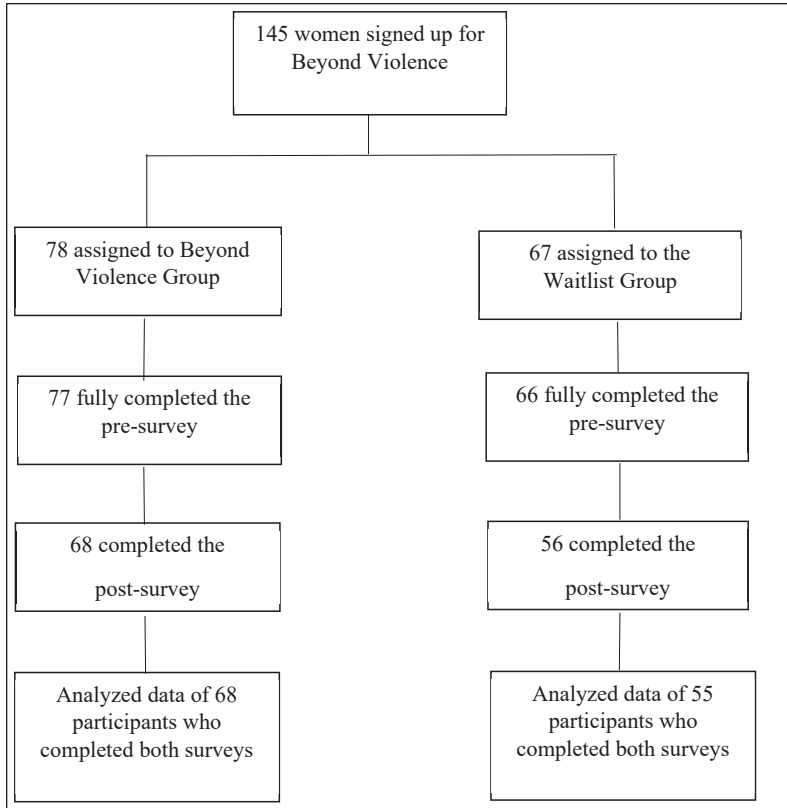 145 women signed up for
Beyond Violence
78 assigned to Beyond
Violence Group
67 assigned to the
Waitlist Group
77 fully completed the
pre-survey
66 fully completed the
pre-survey
68 completed the
post-survey
56 completed the
post-survey
Analyzed data of 68
participants who
completed both surveys
Analyzed data of 55
participants who
completed both surveys